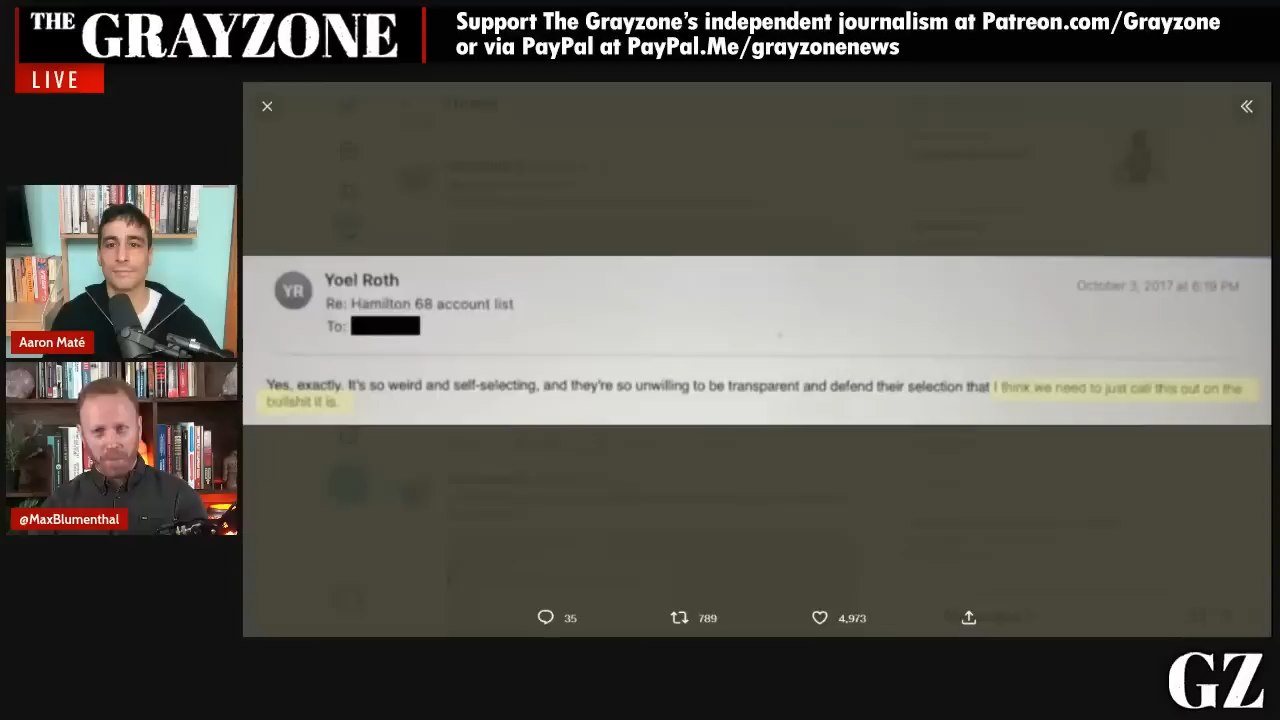 THE GRAYZONE
LIVE
Support The Grayzone's independent journalism at Patreon.com/Grayzone
or via PayPal at PayPal.Me/grayzonenews
YR
Yoel Roth
October 3, 2017 at 6:19 PM
Re: Hamilton 68 account list
To:
Yes, exactly. It's so weird and self-selecting, and they're so unwilling to be transparent and defend their selection that I think we need to just call this out on the
bullshit it is.
Aaron Maté
@MaxBlumenthal
35
789
4,973
GZ